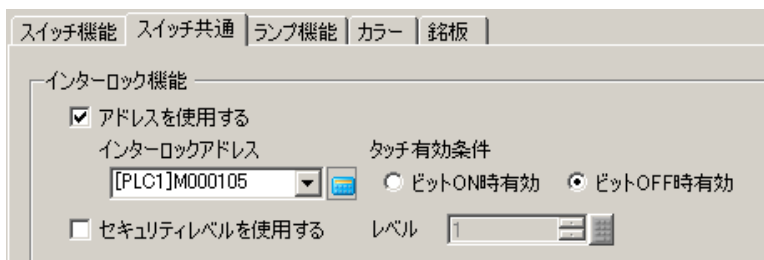 スイッチ機能 スイッチ共通 ランプ機能 カラー 銘板
インターロック機能
アドレスを使用する
インターロックアドレス タッチ有効条件
[PLC1]M000105 ビットON時有効 ビットOFF時有効
セキュリティレベルを使用する レベル 1